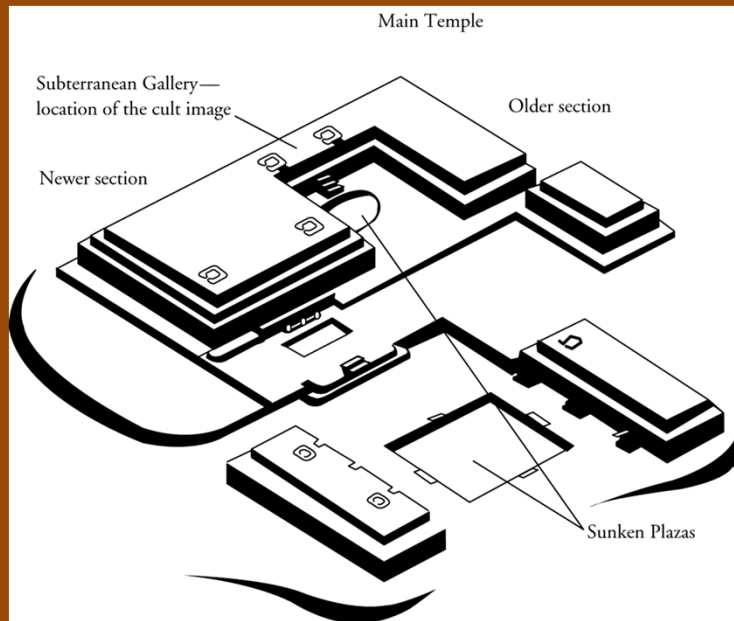 Main Temple
Subterranean Gallery—
location of the cult image
Older section
Newer section
Sunken Plazas